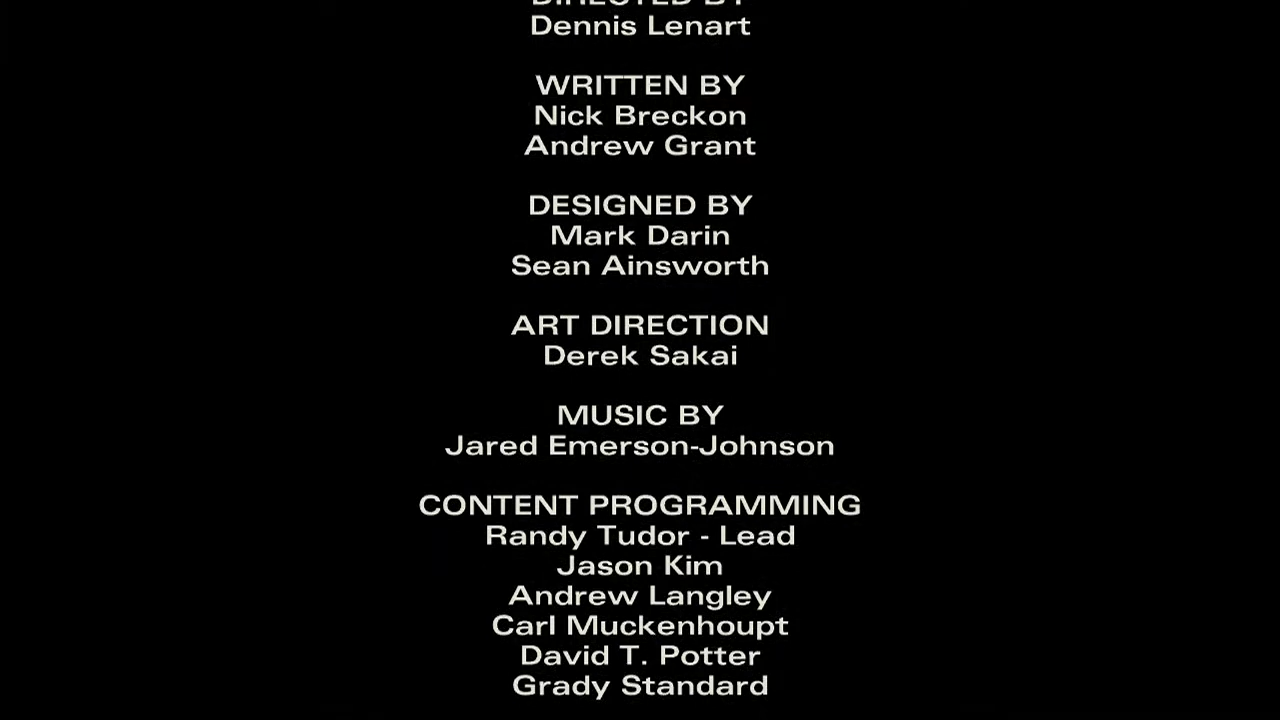 DIRECTED BY
Dennis Lenart
WRITTEN BY
Nick Breckon
Andrew Grant
DESIGNED BY
Mark Darin
Sean Ainsworth
ART DIRECTION
Derek Sakai
MUSIC BY
Jared Emerson-Johnson
CONTENT PROGRAMMING
Randy Tudor - Lead
Jason Kim
Andrew Langley
Carl Muckenhoupt
David T. Potter
Grady Standard